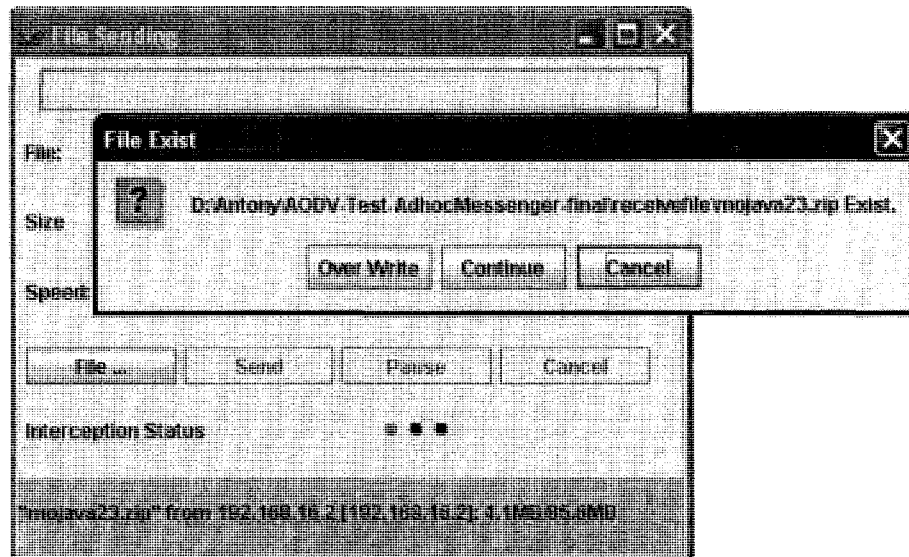 File Sending
File Exist
File:
D:\Antony\AODV Test AdhocMessenger final\receivefile\mojava23.zip Exist.
Size
Over Write Continue Cancel
Speed:
File ... Send Pause Cancel
Interception Status
"mojava23.zip" from 192.168.16.2 [192.168.16.2]: 4.1MB/95.6MB